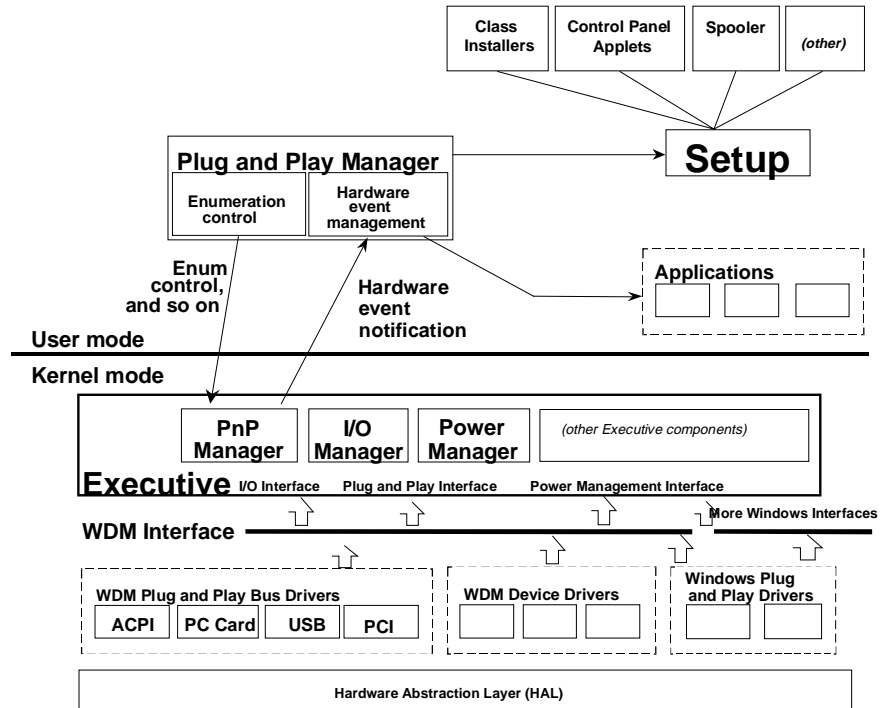 Class
Installers
Control Panel
Applets
Spooler
(other)
Setup
Plug and Play Manager
Enumeration
control
Hardware
event
management
Enum
control,
and so on
Hardware
event
notification
Applications
User mode
Kernel mode
PnP
Manager
I/O
Manager
Power
Manager
(other Executive components)
Executive
I/O Interface
Plug and Play Interface
Power Management Interface
More Windows Interfaces
WDM Interface
WDM Plug and Play Bus Drivers
ACPI
PC Card
USB
PCI
WDM Device Drivers
Windows Plug
and Play Drivers
Hardware Abstraction Layer (HAL)